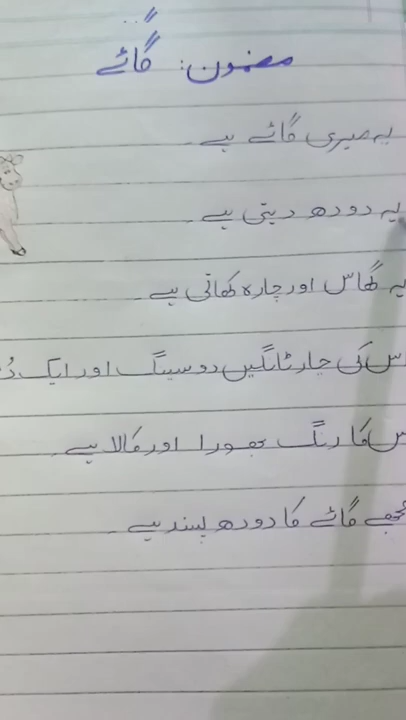 مضمون: گائے
یہ میری گائے ہے۔
یہ دودھ دیتی ہے۔
یہ گھاس اور چارہ کھاتی ہے۔
اس کی چار ٹانگیں دو سینگ اور ایک
اس کا رنگ بھورا اور کالا ہے۔
مجھے گائے کا دودھ پسند ہے۔